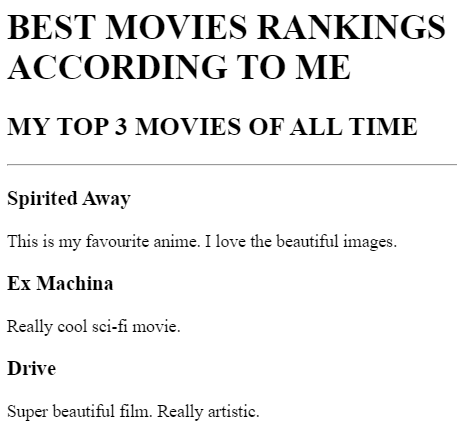 BEST MOVIES RANKINGS
ACCORDING TO ME
MY TOP 3 MOVIES OF ALL TIME
Spirited Away
This is my favourite anime. I love the beautiful images.
Ex Machina
Really cool sci-fi movie.
Drive
Super beautiful film. Really artistic.